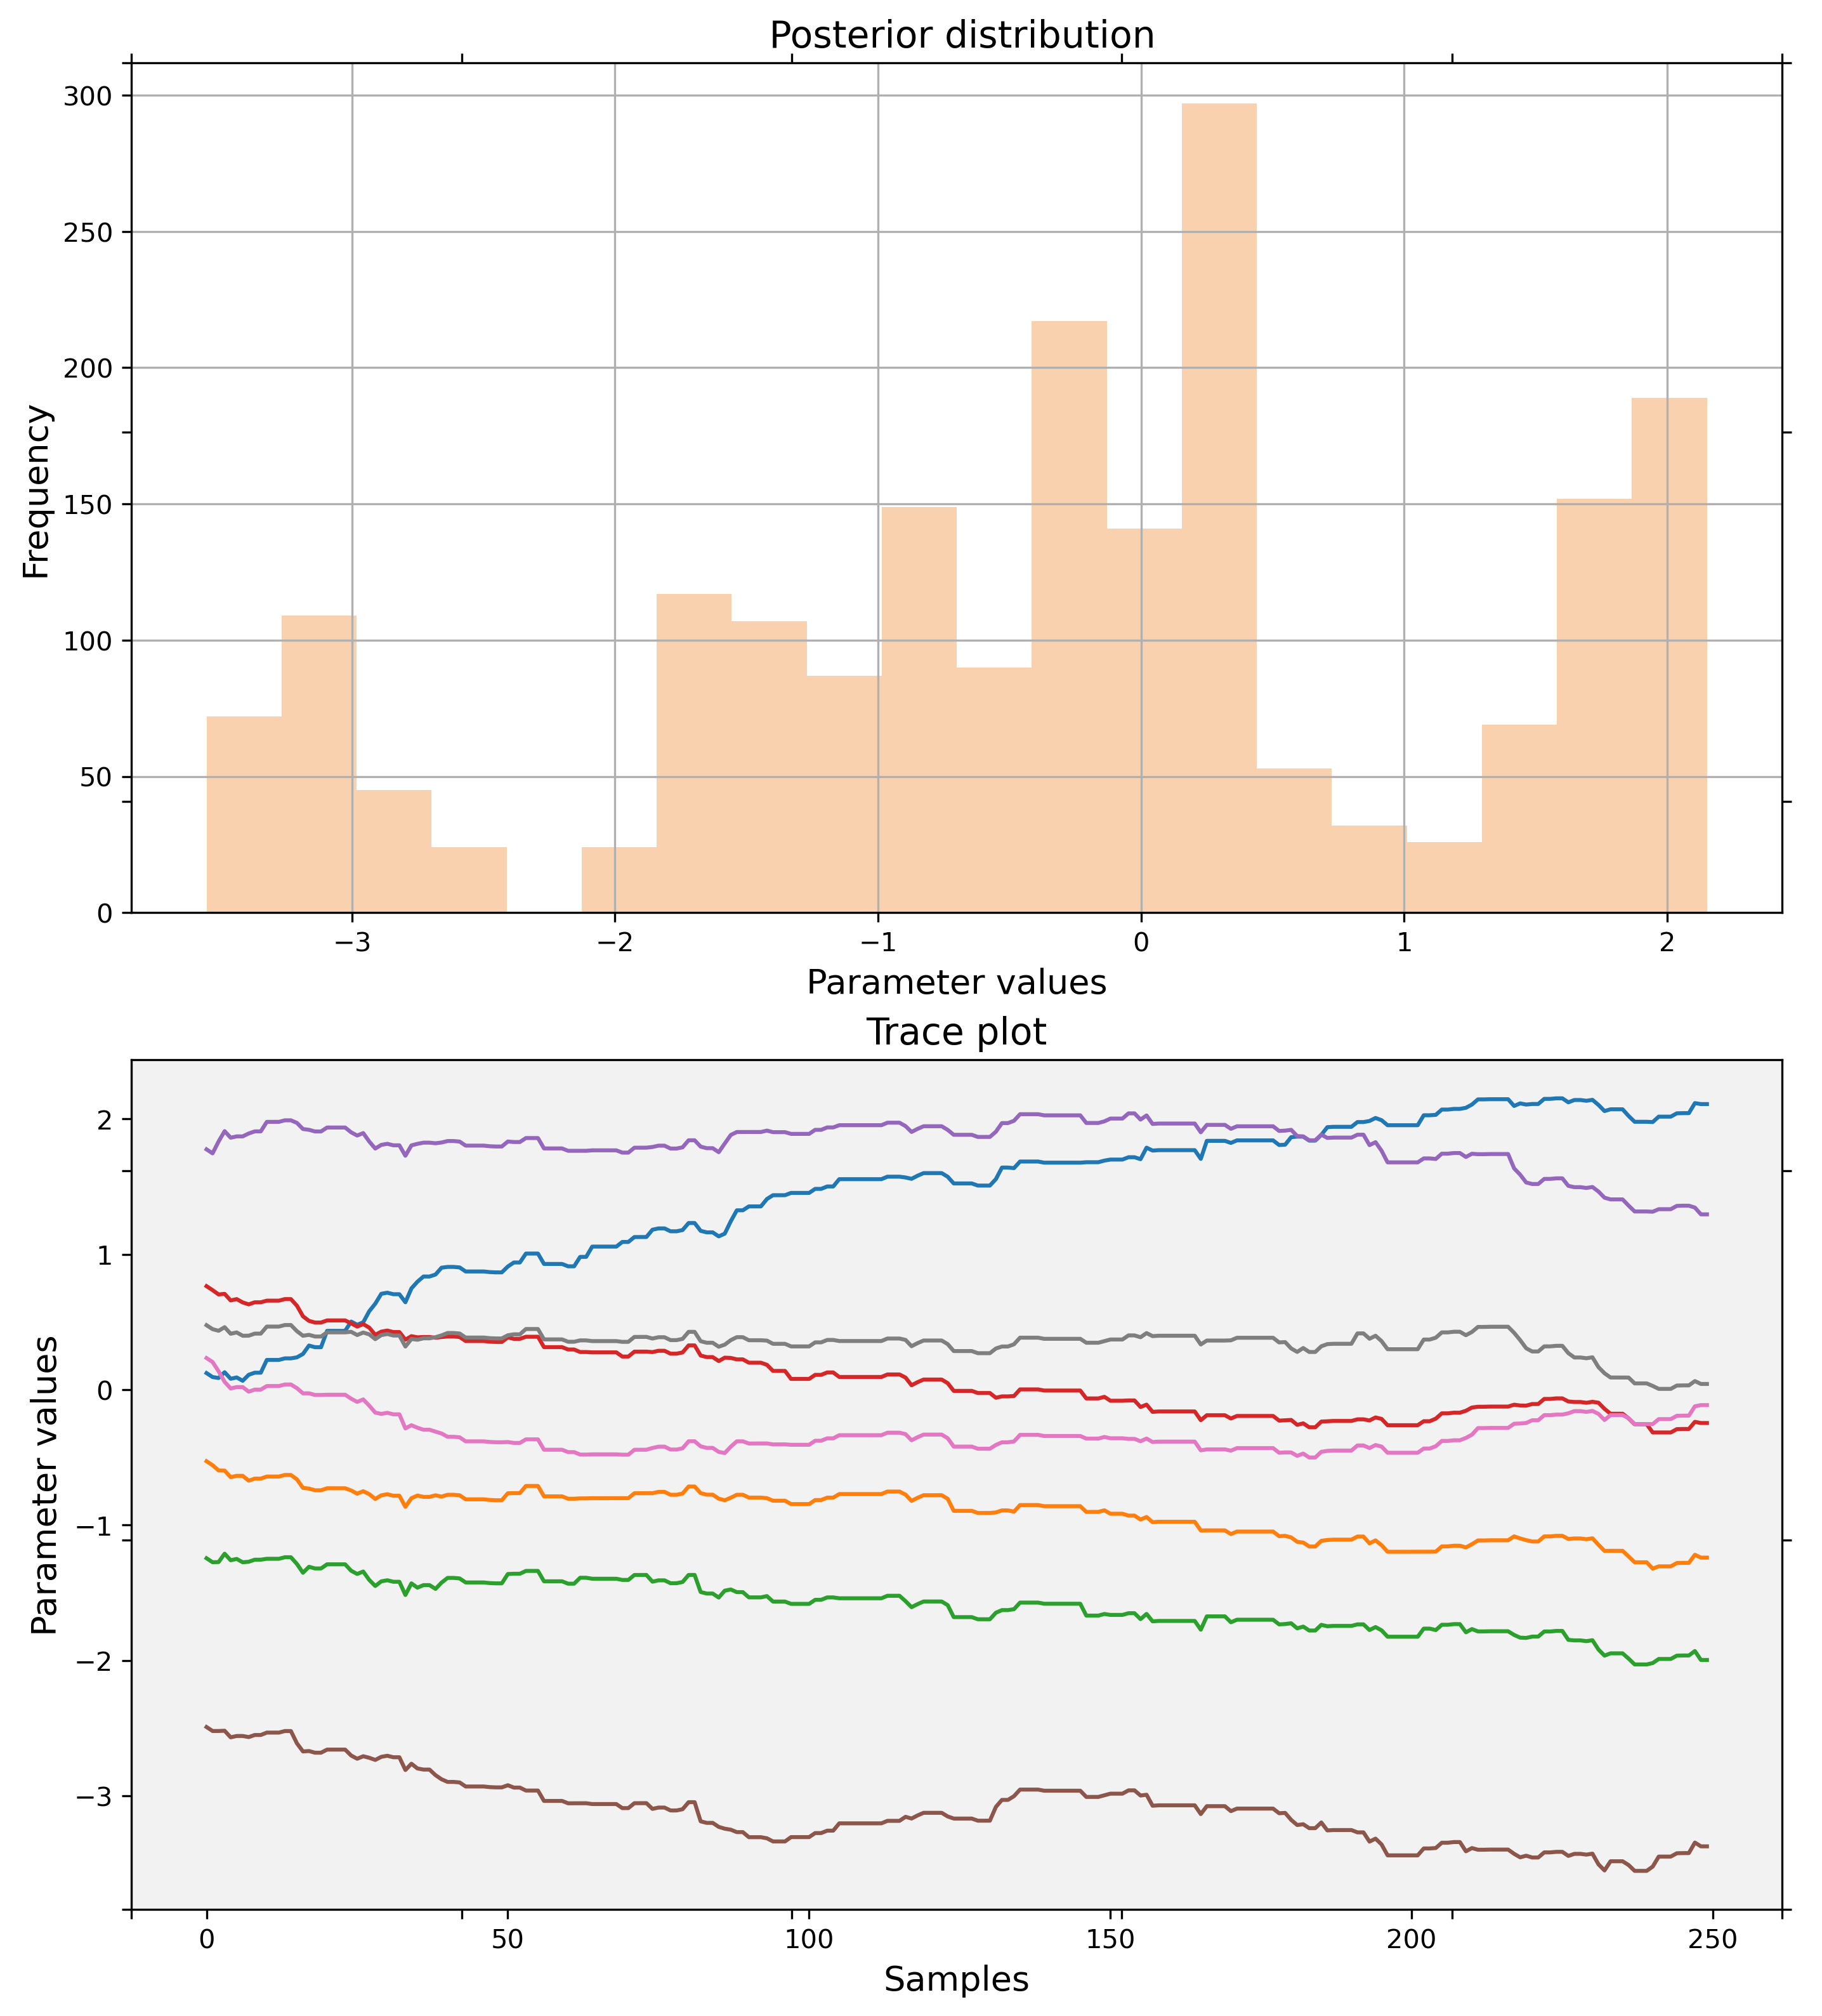 Posterior distribution
300
250
200
150
100
50
0
Frequency
−3 −2 −1 0 1 2
Parameter values
Trace plot
2
1
0
−1
−2
−3
Parameter values
0 50 100 150 200 250
Samples